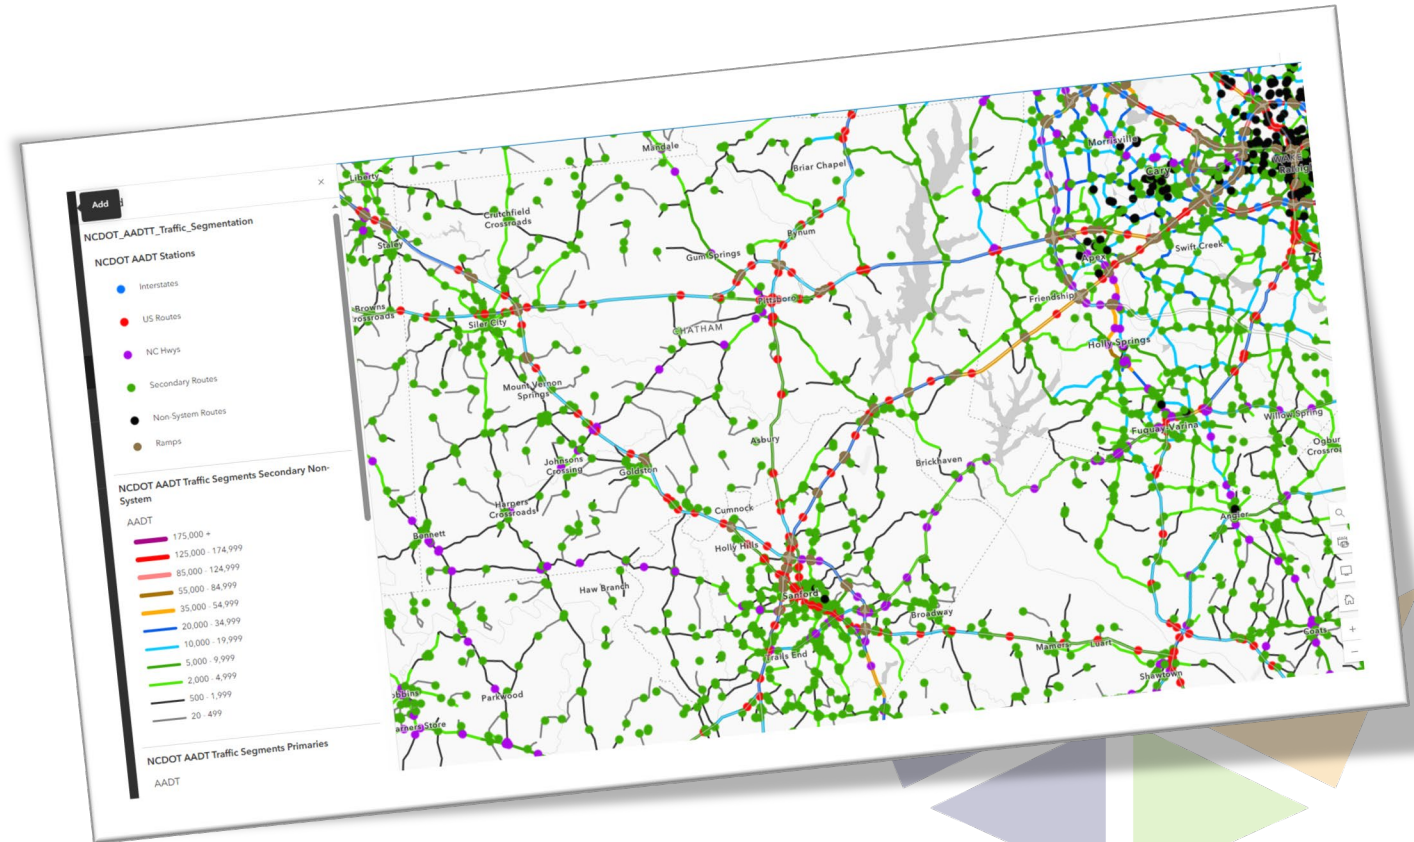 Add
NCDOT_AADTT_Traffic_Segmentation
NCDOT AADT Stations
Interstates
US Routes
NC Hwys
Secondary Routes
Non-System Routes
Ramps
NCDOT AADT Traffic Segments Secondary Non-
System
AADT
175,000 +
125,000 - 174,999
85,000 - 124,999
55,000 - 84,999
35,000 - 54,999
20,000 - 34,999
10,000 - 19,999
5,000 - 9,999
2,000 - 4,999
500 - 1,999
20 - 499
NCDOT AADT Traffic Segments Primaries
AADT
Liberty
Mandale
Briar Chapel
Morrisville
Cary
WAKE
Raleigh
Crutchfield
Crossroads
Staley
Bynum
Gum Springs
Swift Creek
Apex
Browns
Crossroads
Siler City
Pittsboro
CHATHAM
Friendship
Holly Springs
Mount Vernon
Springs
Willow Spring
Fuquay-Varina
Asbury
Johnsons
Crossing
Goldston
Brickhaven
Harpers
Crossroads
Cumnock
Angier
Bennett
Holly Hills
Haw Branch
Sanford
Broadway
Trails End
Mamers
Luart
Coats
Shawtown
Parkwood